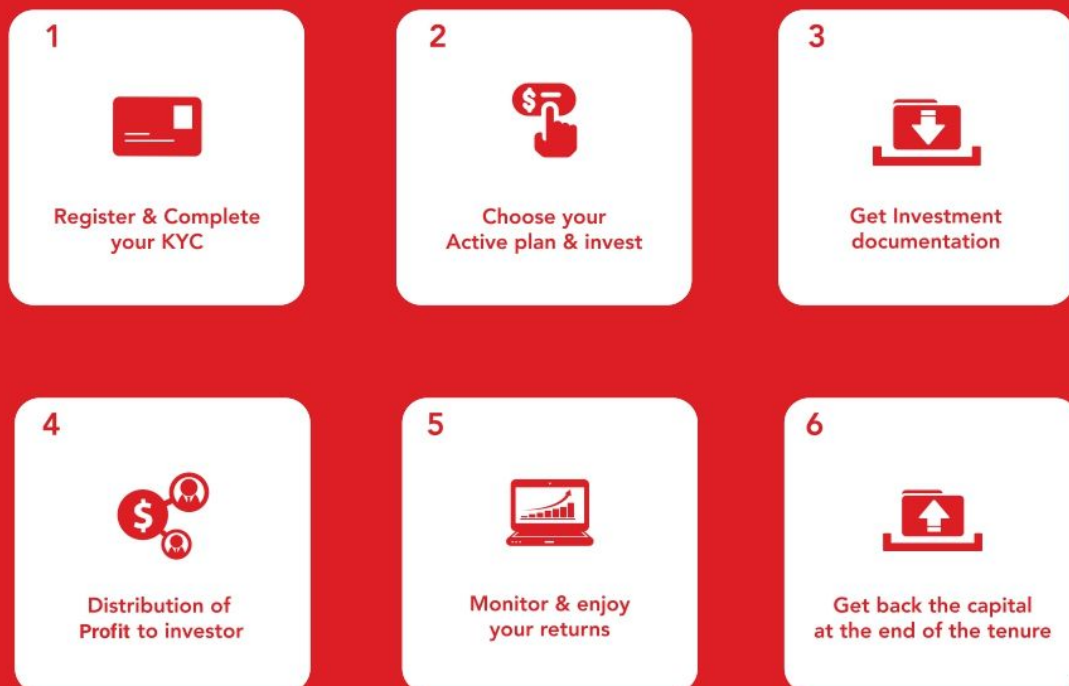 1
Register & Complete
your KYC
2
$
Choose your
Active plan & invest
3
Get Investment
documentation
4
$
Distribution of
Profit to investor
5
Monitor & enjoy
your returns
6
Get back the capital
at the end of the tenure